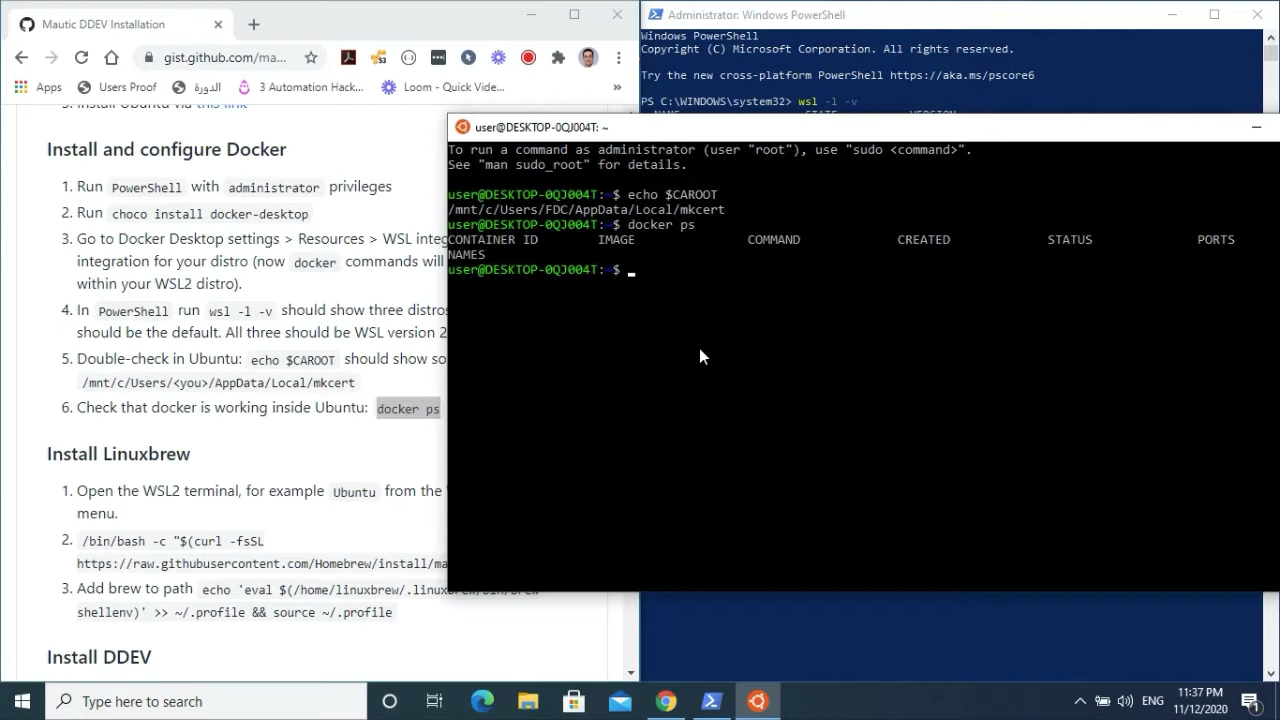 Mautic DDEV Installation
gist.github.com/ma...
Apps
Users Proof
الدورة
3 Automation Hack...
Loom - Quick Vide...
»
5. Install Ubuntu via this link
Install and configure Docker
1. Run PowerShell with administrator privileges
2. Run choco install docker-desktop
3. Go to Docker Desktop settings > Resources > WSL inte
integration for your distro (now docker commands will
within your WSL2 distro).
4. In PowerShell run wsl -l -v should show three distros
should be the default. All three should be WSL version 2
5. Double-check in Ubuntu: echo $CAROOT should show so
/mnt/c/Users/<you>/AppData/Local/mkcert
6. Check that docker is working inside Ubuntu: docker ps
Install Linuxbrew
1. Open the WSL2 terminal, for example Ubuntu from the
menu.
2. /bin/bash -c "$(curl -fsSL
https://raw.githubusercontent.com/Homebrew/install/ma
3. Add brew to path echo 'eval $(/home/linuxbrew/.linuxbrew/bin/brew
shellenv)' >> ~/.profile && source ~/.profile
Install DDEV
Administrator: Windows PowerShell
Windows PowerShell
Copyright (C) Microsoft Corporation. All rights reserved.
Try the new cross-platform PowerShell https://aka.ms/pscore6
PS C:\WINDOWS\system32> wsl -l -v
NAME STATE VERSION
user@DESKTOP-0QJ004T: ~
To run a command as administrator (user "root"), use "sudo <command>".
See "man sudo_root" for details.
user@DESKTOP-0QJ004T:~$ echo $CAROOT
/mnt/c/Users/FDC/AppData/Local/mkcert
user@DESKTOP-0QJ004T:~$ docker ps
CONTAINER ID IMAGE COMMAND CREATED STATUS PORTS
NAMES
user@DESKTOP-0QJ004T:~$
Type here to search
ENG
11:37 PM
11/12/2020
1